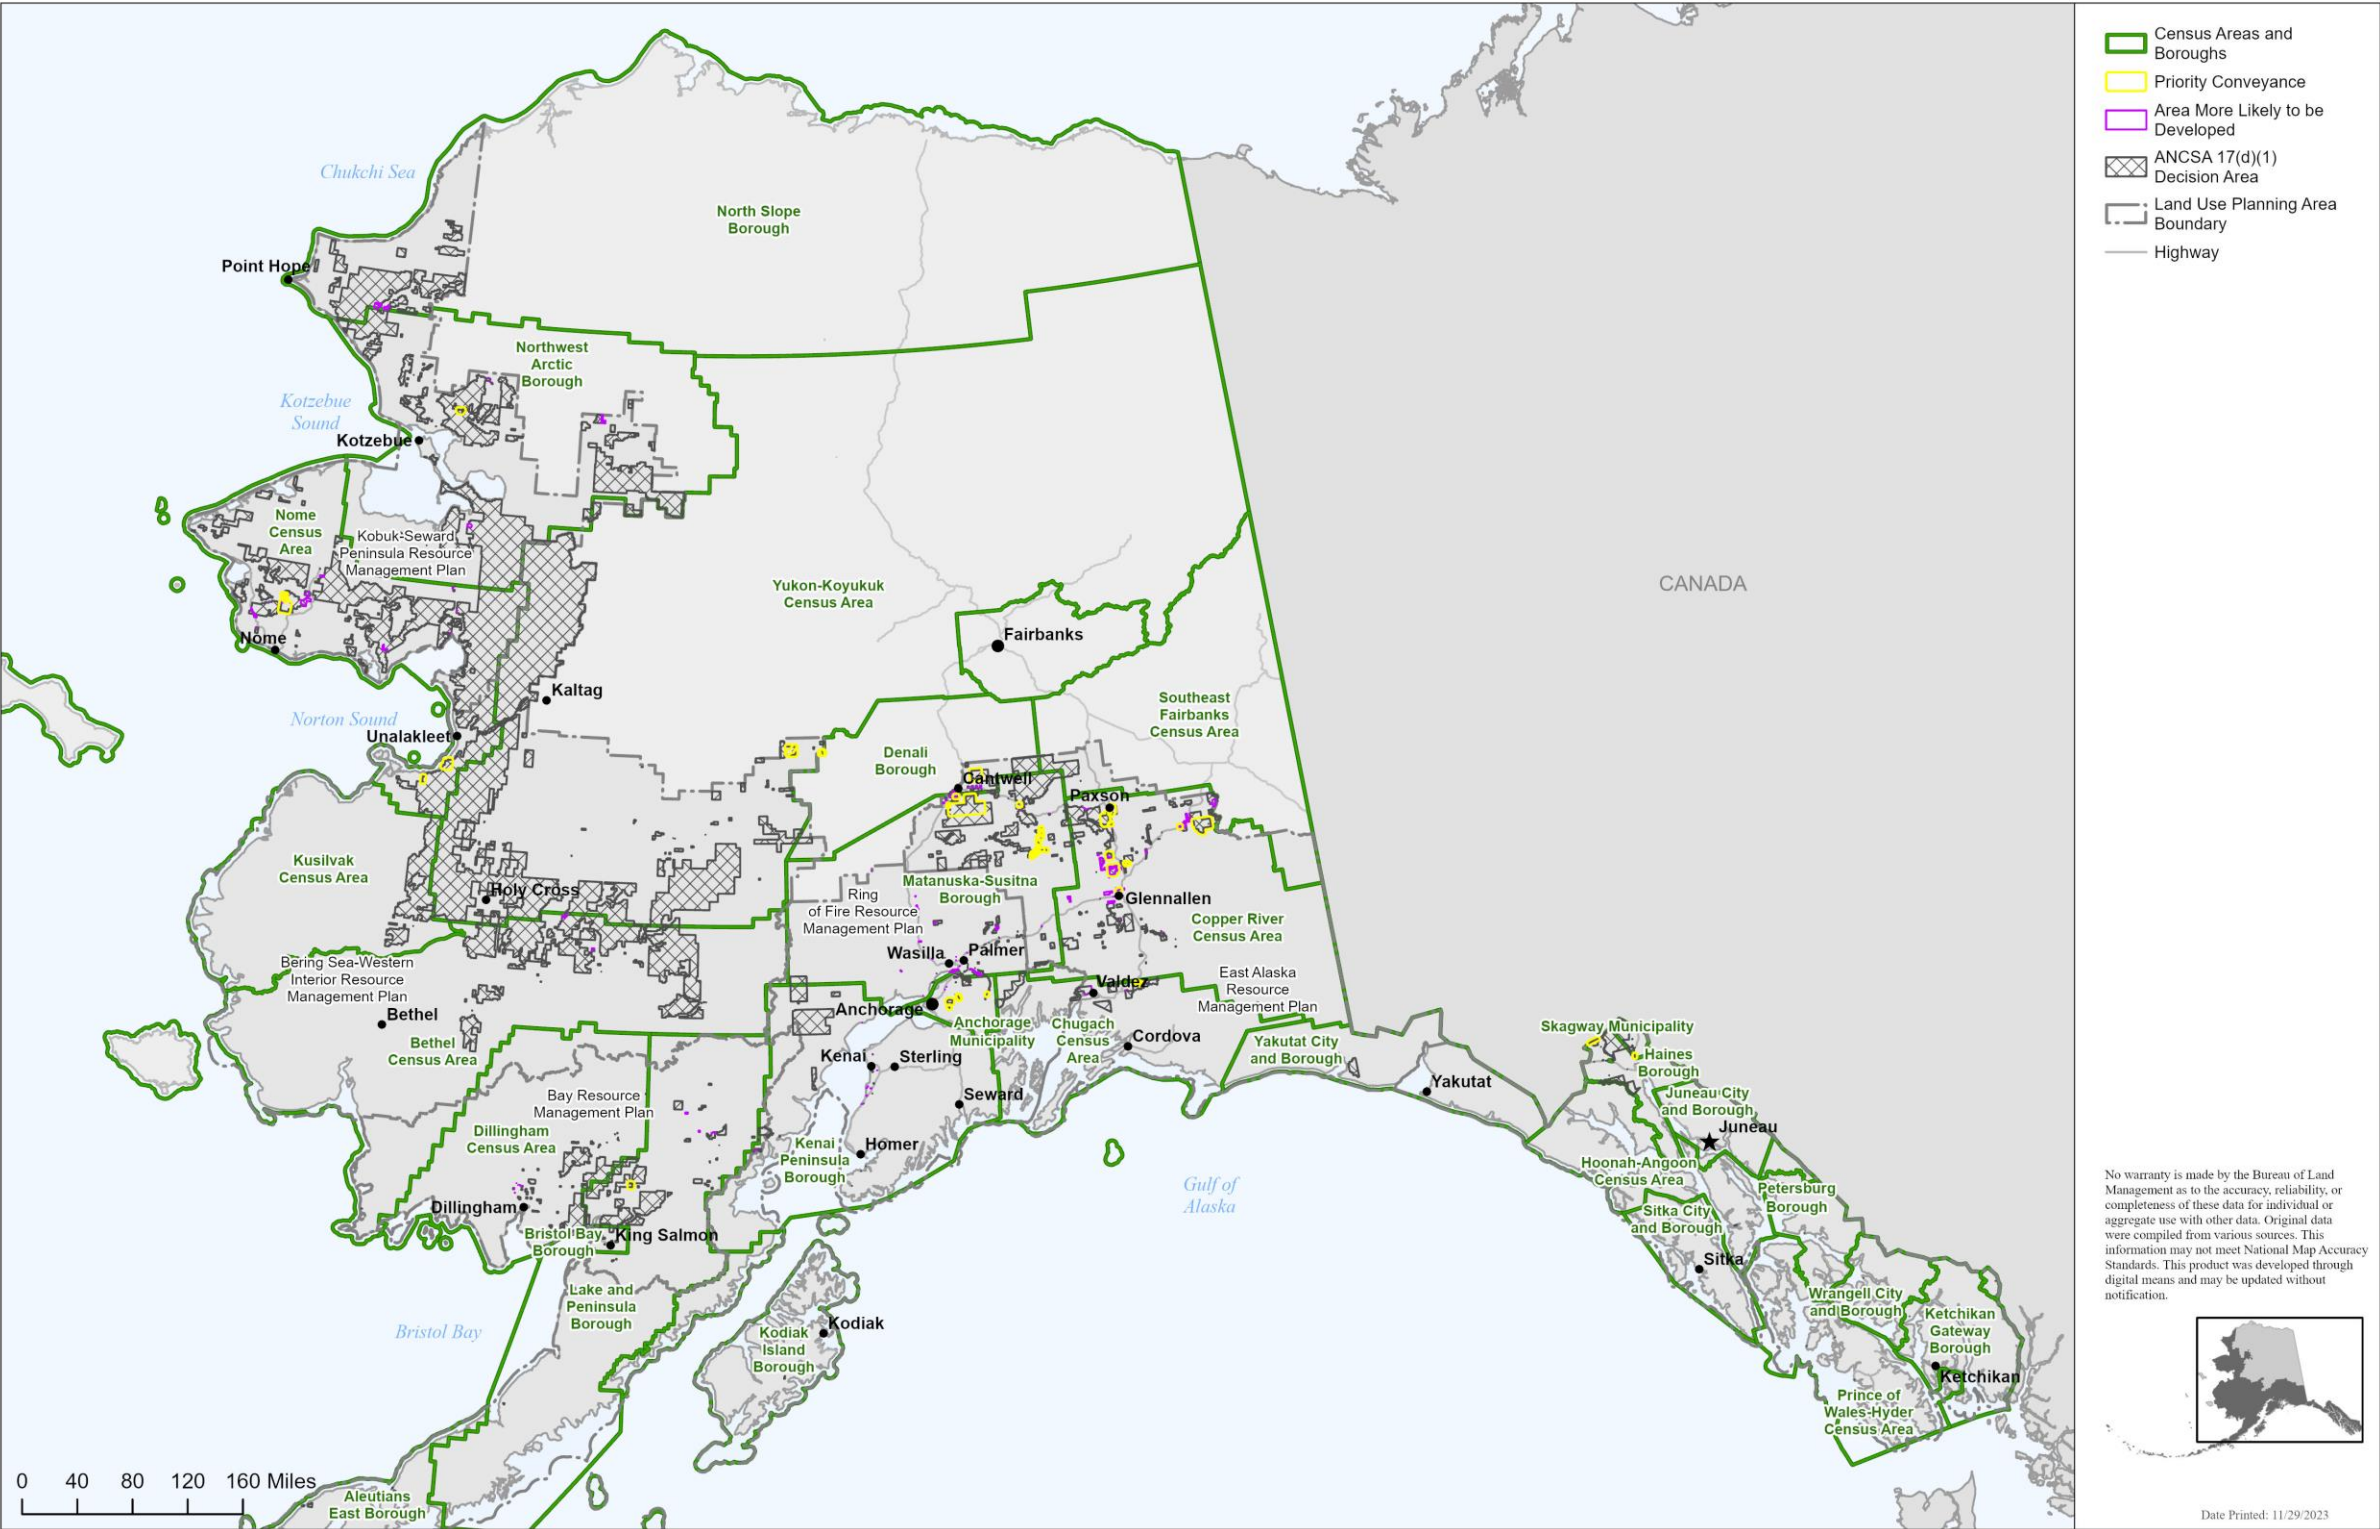 Chukchi Sea
North Slope
Borough
Point Hope
Northwest
Arctic
Borough
Kotzebue
Sound
Kotzebue
Nome
Census
Area
Kobuk-Seward
Peninsula Resource
Management Plan
Yukon-Koyukuk
Census Area
CANADA
Nome
Fairbanks
Kaltag
Norton Sound
Unalakleet
Southeast
Fairbanks
Census Area
Denali
Borough
Cantwell
Paxson
Kusilvak
Census Area
Holy Cross
Matanuska-Susitna
Borough
Ring
of Fire Resource
Management Plan
Glennallen
Copper River
Census Area
Wasilla
Palmer
Bering Sea-Western
Interior Resource
Management Plan
East Alaska
Resource
Management Plan
Valdez
Anchorage
Bethel
Bethel
Census Area
Anchorage
Municipality
Chugach
Census
Area
Cordova
Yakutat City
and Borough
Kenai
Sterling
Seward
Yakutat
Skagway Municipality
Haines
Borough
Juneau City
and Borough
Juneau
Bay Resource
Management Plan
Dillingham
Census Area
Kenai
Peninsula
Borough
Homer
Hoonah-Angoon
Census Area
Petersburg
Borough
Gulf of
Alaska
Dillingham
Sitka City
and Borough
Bristol Bay
Borough
King Salmon
Sitka
Lake and
Peninsula
Borough
Wrangell City
and Borough
Ketchikan
Gateway
Borough
Bristol Bay
Kodiak
Island
Borough
Kodiak
Ketchikan
Prince of
Wales-Hyder
Census Area
0 40 80 120 160 Miles
Aleutians
East Borough
Census Areas and
Boroughs
Priority Conveyance
Area More Likely to be
Developed
ANCSA 17(d)(1)
Decision Area
Land Use Planning Area
Boundary
Highway
No warranty is made by the Bureau of Land
Management as to the accuracy, reliability, or
completeness of these data for individual or
aggregate use with other data. Original data
were compiled from various sources. This
information may not meet National Map Accuracy
Standards. This product was developed through
digital means and may be updated without
notification.
Date Printed: 11/29/2023